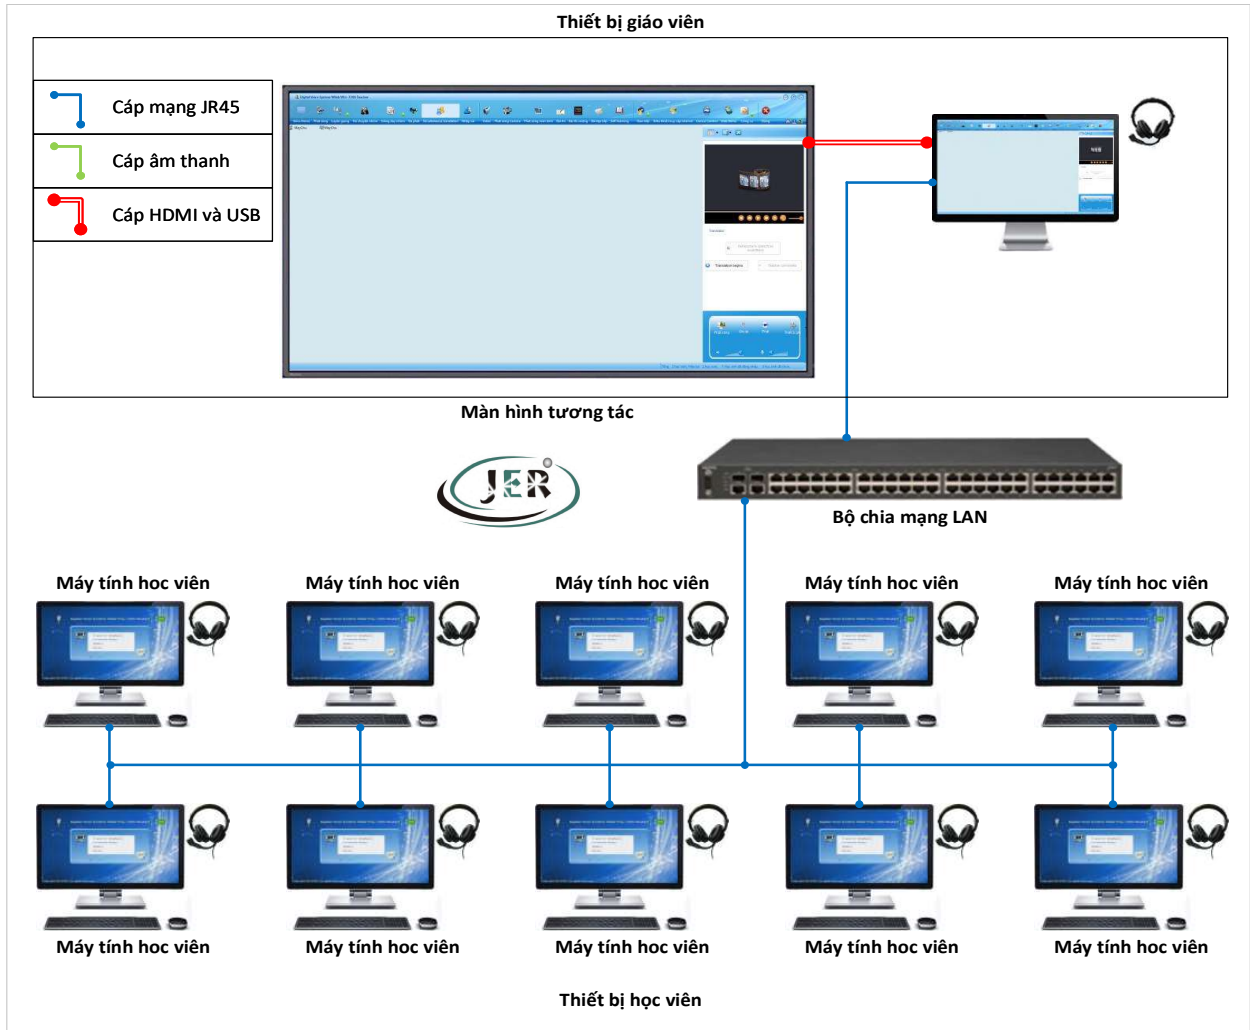 Thiết bị giáo viên
Cáp mạng JR45
Cáp âm thanh
Cáp HDMI và USB
Màn hình tương tác
JER
Bộ chia mạng LAN
Máy tính hoc viên
Máy tính hoc viên
Máy tính hoc viên
Máy tính hoc viên
Máy tính hoc viên
Máy tính hoc viên
Máy tính hoc viên
Máy tính hoc viên
Máy tính hoc viên
Máy tính hoc viên
Thiết bị học viên